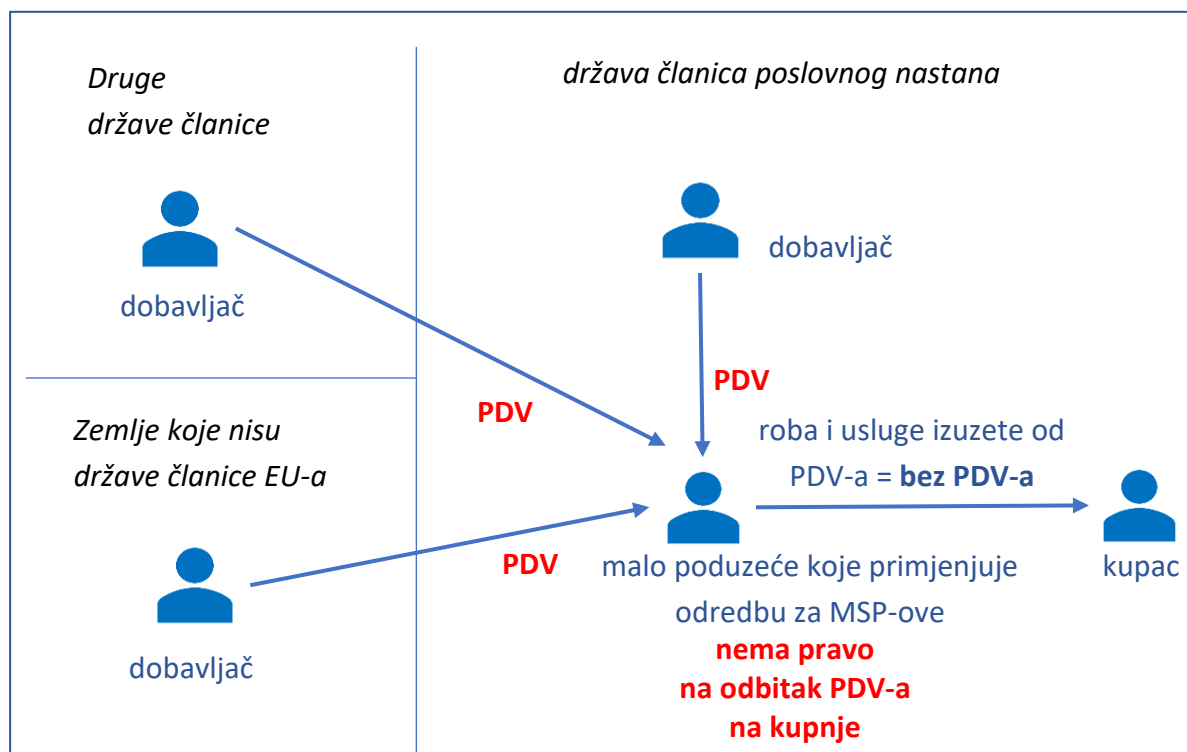 Druge
države članice
dobavljač
Zemlje koje nisu
države članice EU-a
dobavljač
država članica poslovnog nastana
dobavljač
PDV
PDV
PDV
roba i usluge izuzete od
PDV-a = bez PDV-a
malo poduzeće koje primjenjuje
odredbu za MSP-ove
nema pravo
na odbitak PDV-a
na kupnje
kupac